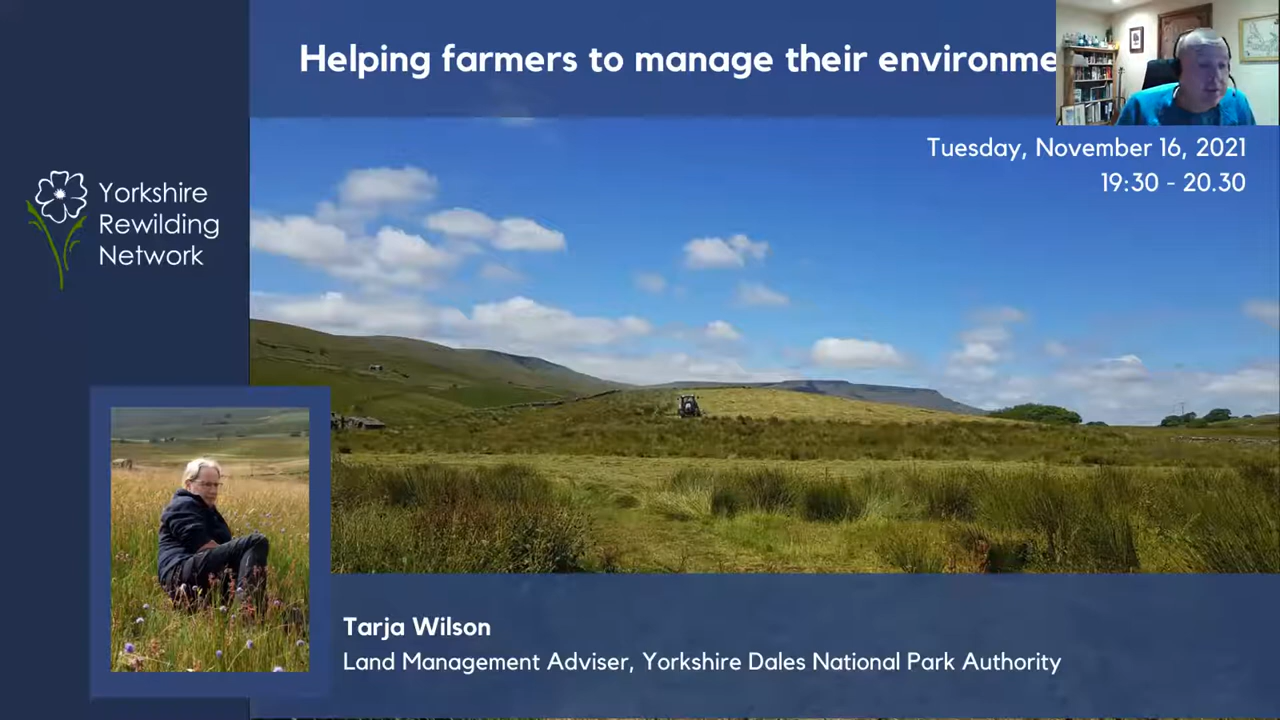 Helping farmers to manage their environme
Tuesday, November 16, 2021
19:30 - 20.30
Yorkshire
Rewilding
Network
Tarja Wilson
Land Management Adviser, Yorkshire Dales National Park Authority